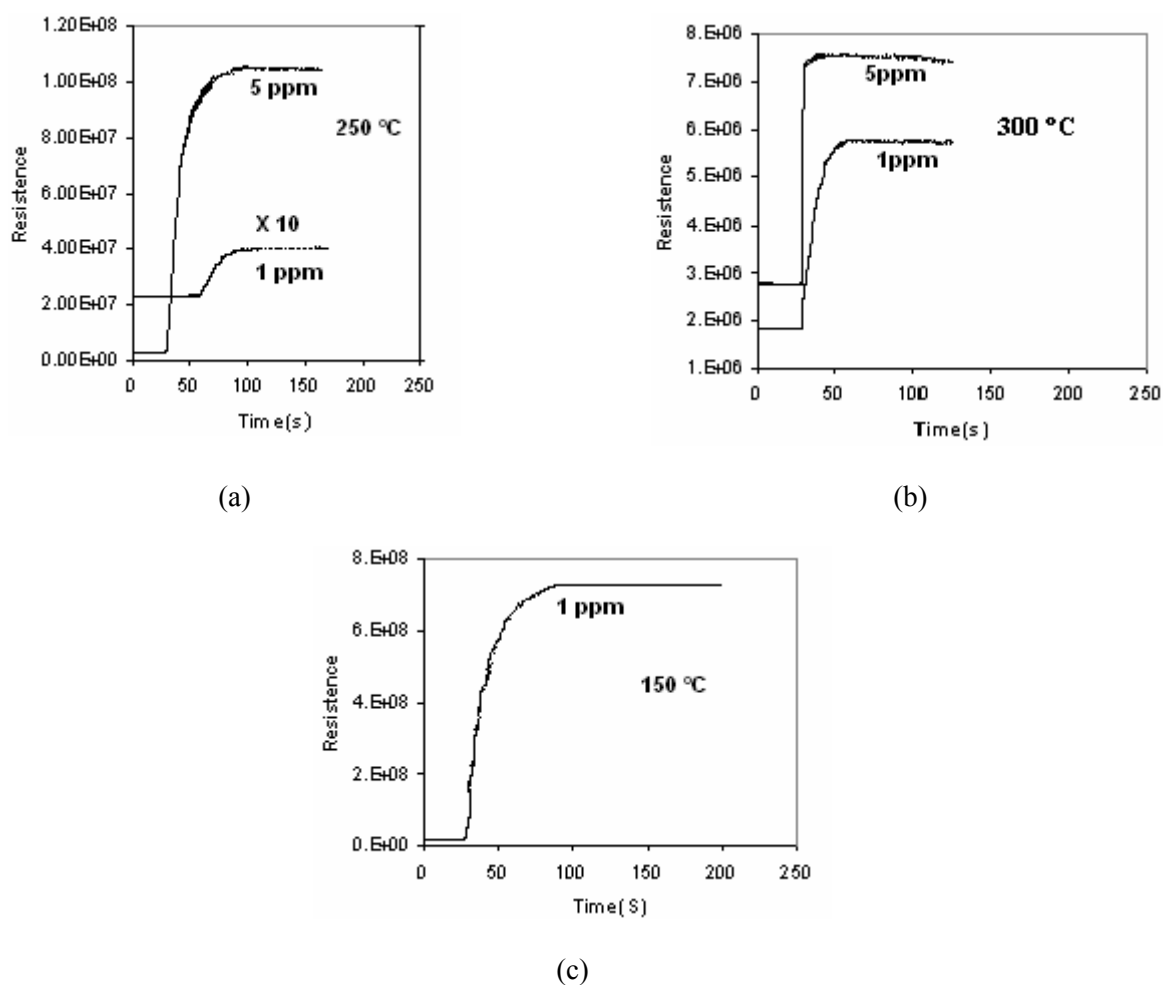 1.20E+08
1.00E+08
8.00E+07
6.00E+07
4.00E+07
2.00E+07
0.00E+00
Resistence
5 ppm
250 °C
X 10
1 ppm
0 50 100 150 200 250
Time(s)
(a)
8.E+06
7.E+06
6.E+06
5.E+06
4.E+06
3.E+06
2.E+06
1.E+06
Resistence
5ppm
300 °C
1ppm
0 50 100 150 200 250
Time(s)
(b)
8.E+08
6.E+08
4.E+08
2.E+08
0.E+00
Resistence
1 ppm
150 °C
0 50 100 150 200 250
Time(S)
(c)